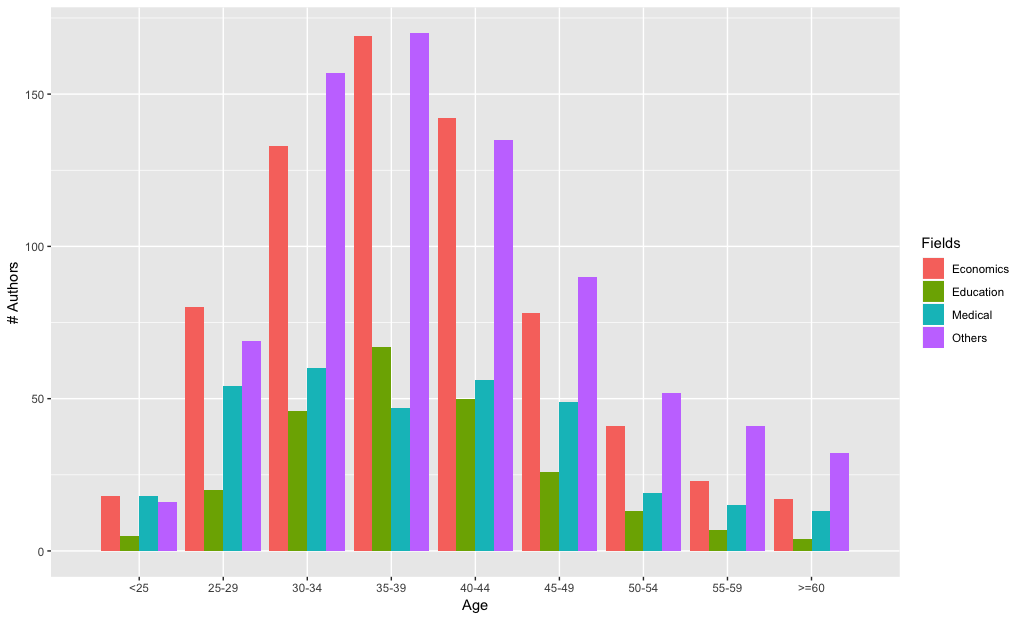 150
100
50
0
# Authors
<25 25-29 30-34 35-39 40-44 45-49 50-54 55-59 >=60
Age
Fields
Economics
Education
Medical
Others